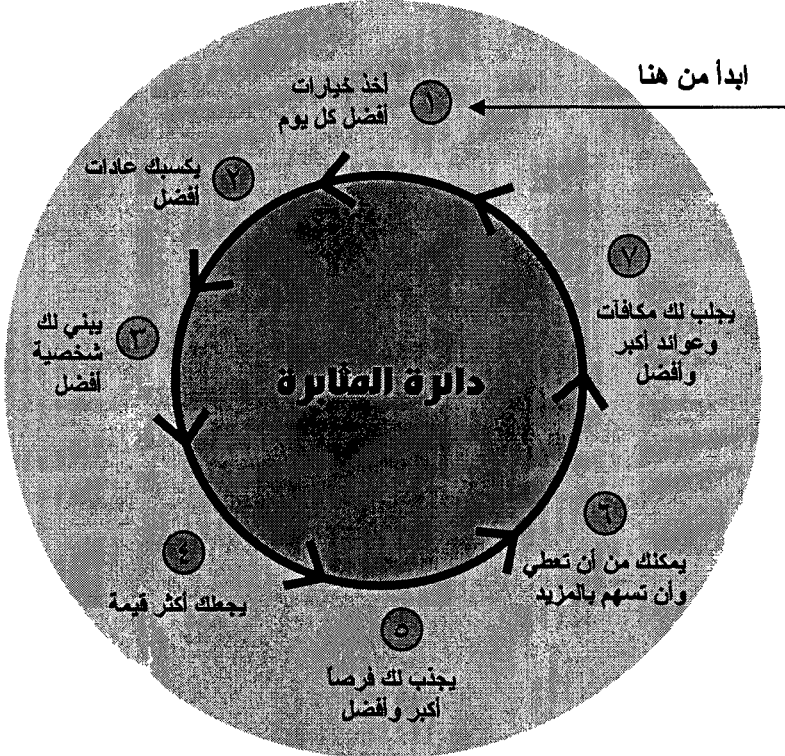 ابدأ من هنا
١
أخذ خيارات
أفضل كل يوم
٢
يكسبك عادات
أفضل
٣
يبني لك
شخصية
أفضل
٤
يجعلك أكثر قيمة
٥
يجذب لك فرصاً
أكبر وأفضل
٦
يمكنك من أن تعطي
وأن تسهم بالمزيد
٧
يجلب لك مكافآت
وعوائد أكبر
وأفضل
دائرة المثابرة